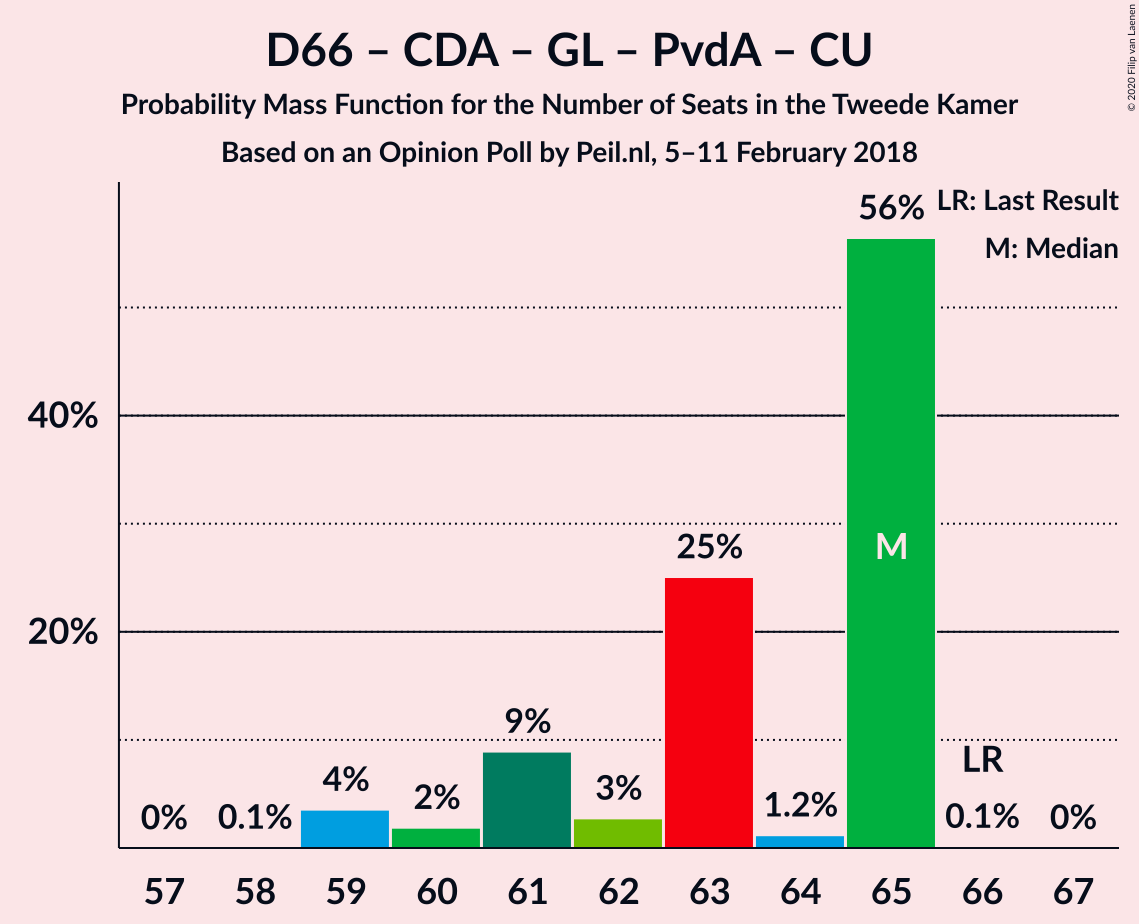 D66 – CDA – GL – PvdA – CU
Probability Mass Function for the Number of Seats in the Tweede Kamer
Based on an Opinion Poll by Peil.nl, 5–11 February 2018
© 2020 Filip van Laenen
LR: Last Result
M: Median
56%
40%
M
25%
20%
9%
LR
4%
2%
3%
1.2%
0%
0.1%
0.1%
0%
57 58 59 60 61 62 63 64 65 66 67